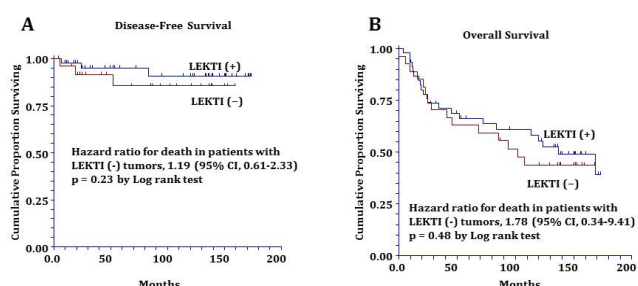 A
Disease-Free Survival
Cumulative Proportion Surviving
1.00
0.75
0.50
0.25
0.00
LEKTI (+)
LEKTI (−)
Hazard ratio for death in patients with
LEKTI (-) tumors, 1.19 (95% CI, 0.61-2.33)
p = 0.23 by Log rank test
0.0 50 100 150 200
Months
B
Overall Survival
Cumulative Proportion Surviving
1.00
0.75
0.50
0.25
0.00
LEKTI (+)
LEKTI (−)
Hazard ratio for death in patients with
LEKTI (-) tumors, 1.78 (95% CI, 0.34-9.41)
p = 0.48 by Log rank test
0.0 50 100 150 200
Months